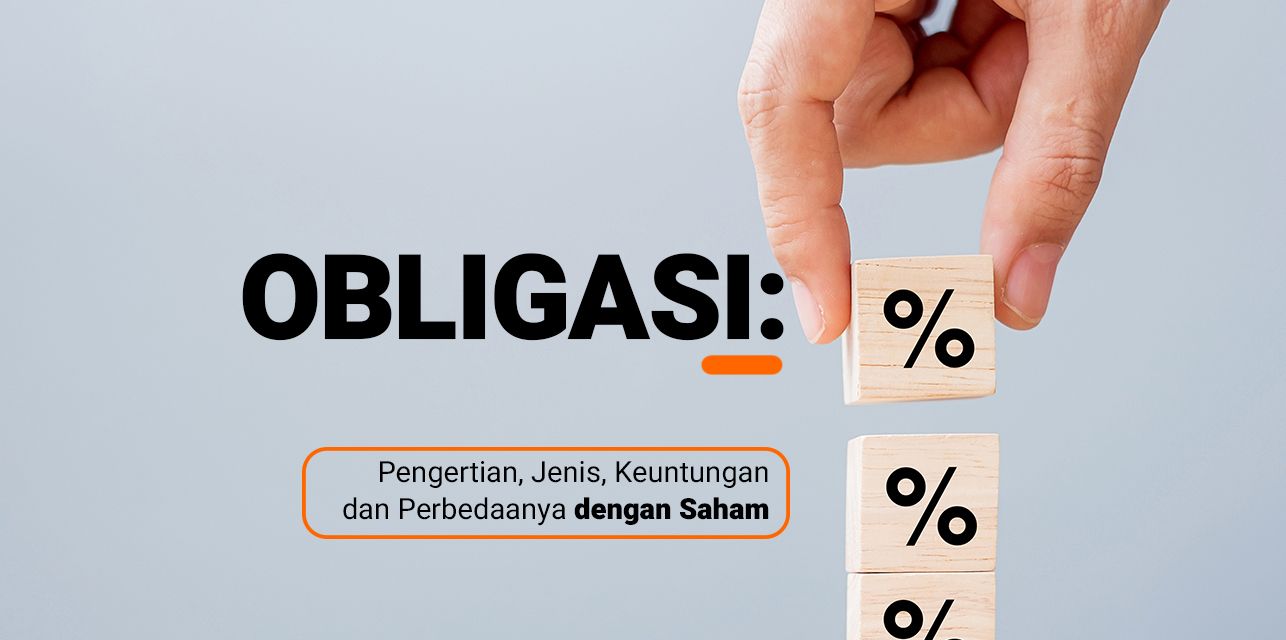 OBLIGASI:
Pengertian, Jenis, Keuntungan
dan Perbedaanya dengan Saham
%
%
%